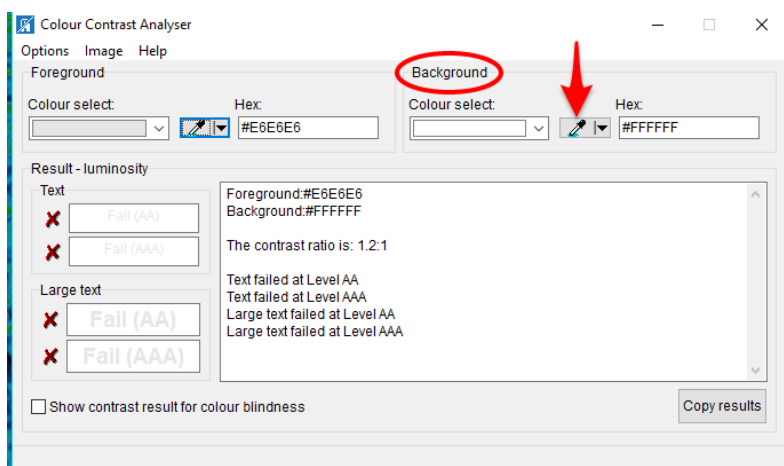 Colour Contrast Analyser
Options Image Help
Foreground
Colour select:
Hex:
#E6E6E6
Background
Colour select:
Hex:
#FFFFFF
Result - luminosity
Text
Fail (AA)
Fail (AAA)
Large text
Fail (AA)
Fail (AAA)
Foreground:#E6E6E6
Background:#FFFFFF
The contrast ratio is: 1.2:1
Text failed at Level AA
Text failed at Level AAA
Large text failed at Level AA
Large text failed at Level AAA
Show contrast result for colour blindness
Copy results